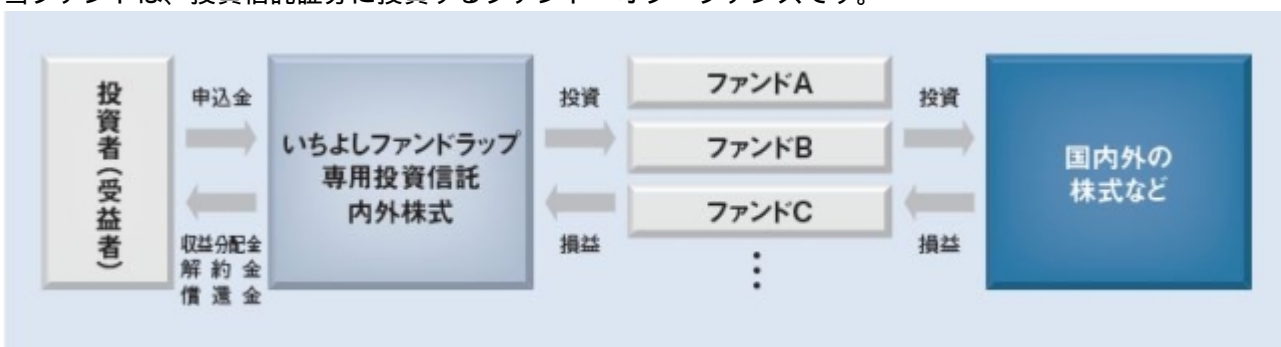 当ファンドは、投資信託証券に投資するファンド・オブ・ファンズです。
投資者(受益者)
申込金
収益分配金
解約金
償還金
いちよしファンドラップ
専用投資信託
内外株式
投資
損益
ファンドA
ファンドB
ファンドC
⋮
投資
損益
国内外の
株式など